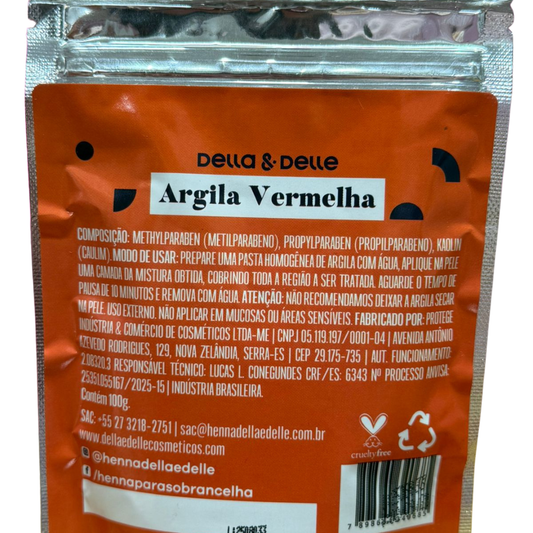 DELLA & DELLE
Argila Vermelha
COMPOSIÇÃO: METHYLPARABEN (METILPARABENO), PROPYLPARABEN (PROPILPARABENO), KAOLIN
(CAULIM). MODO DE USAR: PREPARE UMA PASTA HOMOGÊNEA DE ARGILA COM ÁGUA, APLIQUE NA PELE
UMA CAMADA DA MISTURA OBTIDA, COBRINDO TODA A REGIÃO A SER TRATADA. AGUARDE O TEMPO DE
PAUSA DE 10 MINUTOS E REMOVA COM ÁGUA ATENÇÃO: NÃO RECOMENDAMOS DEIXAR A ARGILA SECAR
NA PELE. USO EXTERNO. NÃO APLICAR EM MUCOSAS OU ÁREAS SENSÍVEIS. FABRICADO POR: PROTEGE
INDÚSTRIA & COMÉRCIO DE COSMÉTICOS LTDA-ME | CNPJ 05.119.197/0001-04 | AVENIDA ANTÔNIO
AZEVEDO RODRIGUES, 129, NOVA ZELÂNDIA, SERRA-ES | CEP 29.175-735 | AUT. FUNCIONAMENTO:
2.08320.3 RESPONSÁVEL TÉCNICO: LUCAS L. CONEGUNDES CRF/ES: 6343 Nº PROCESSO ANVISA:
25351.055167/2025-15 | INDÚSTRIA BRASILEIRA.
Contém 100g.
SAC: +55 27 3218-2751 | sac@hennadellaedelle.com.br
www.dellaedellecosmeticos.com
@hennadellaedelle
/hennaparasobrancelha
crueltyfree